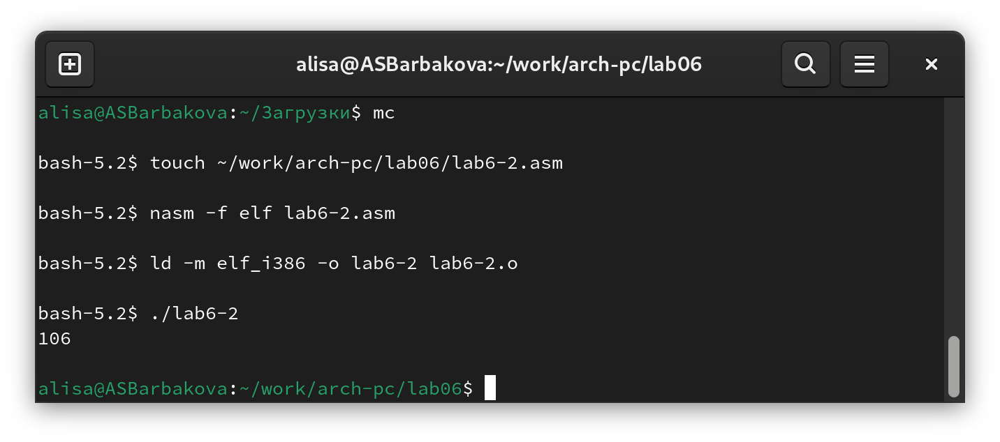 alisa@ASBarbakova:~/work/arch-pc/lab06
alisa@ASBarbakova:~/Загрузки$ mc
bash-5.2$ touch ~/work/arch-pc/lab06/lab6-2.asm
bash-5.2$ nasm -f elf lab6-2.asm
bash-5.2$ ld -m elf_i386 -o lab6-2 lab6-2.o
bash-5.2$ ./lab6-2
106
alisa@ASBarbakova:~/work/arch-pc/lab06$